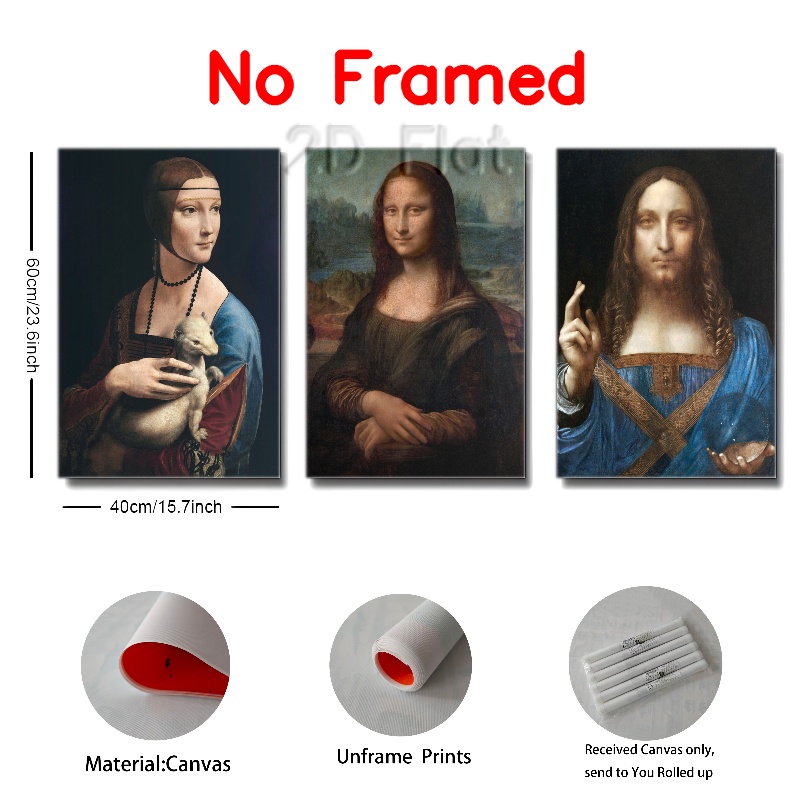 No Framed
2D Flat
60cm/23.6inch
40cm/15.7inch
Material:Canvas
Unframe Prints
Received Canvas only,
send to You Rolled up